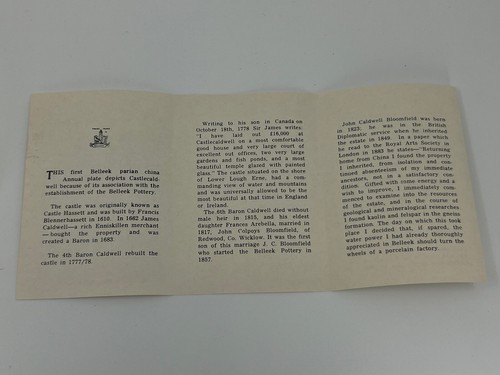 THIS first Belleek parian china
Annual plate depicts Castlecald-
well because of its association with the
establishment of the Belleek Pottery.
The castle was originally known as
Castle Hassett and was built by Francis
Blennerhassett in 1610. In 1662 James
Caldwell—a rich Enniskillen merchant
—bought the property and was
created a Baron in 1683.
The 4th Baron Caldwell rebuilt the
castle in 1777/78.
Writing to his son in Canada on
October 18th, 1778 Sir James writes:
"I have laid out £10,000 at
Castlecaldwell on a most comfortable
good house and very large court of
excellent out offices, two very large
gardens and fish ponds, and a most
beautiful temple glazed with painted
glass." The castle situated on the shore
of Lower Lough Erne, had a com-
manding view of water and mountains
and was universally allowed to be the
most beautiful at that time in England
or Ireland.
The 6th Baron Caldwell died without
male heir in 1815, and his eldest
daughter Frances Arebella, married in
1817, John Colpoys Bloomfield, of
Redwood, Co. Wicklow. It was the first
son of this marriage J. C. Bloomfield
who started the Belleek Pottery in
1857.
John Caldwell Bloomfield was born
in 1823; he was in the British
Diplomatic service when he inherited
the estate in 1849. In a paper which
he read to the Royal Arts Society in
London in 1883 he states—"Returning
home from China I found the property
I inherited, from isolation and con-
tinued absenteeism of my immediate
ancestors, not in a satisfactory con-
dition. Gifted with some energy and a
wish to improve, I immediately com-
menced to examine into the resources
of the estate, and in the course of
geological and mineralogical researches
I found kaolin and felspar in the gneiss
formation. The day on which this took
place I decided that, if spared, the
water power I had already thoroughly
appreciated in Belleek should turn the
wheels of a porcelain factory.